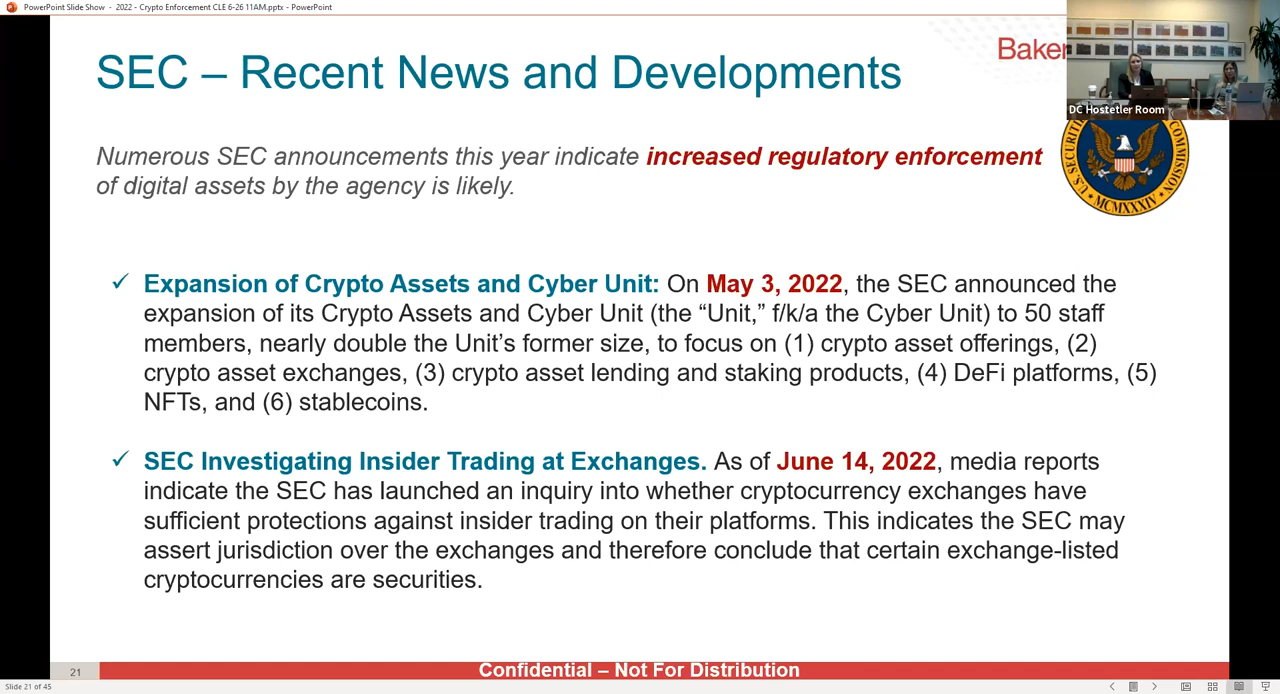 PowerPoint Slide Show - 2022 - Crypto Enforcement CLE 6-26 11AM.pptx - PowerPoint
SEC – Recent News and Developments
Baker
DC Hostetler Room
Numerous SEC announcements this year indicate increased regulatory enforcement
of digital assets by the agency is likely.
U.S. SECURITI
COMMISSION
MCMXXXIV
✓ Expansion of Crypto Assets and Cyber Unit: On May 3, 2022, the SEC announced the
expansion of its Crypto Assets and Cyber Unit (the “Unit,” f/k/a the Cyber Unit) to 50 staff
members, nearly double the Unit’s former size, to focus on (1) crypto asset offerings, (2)
crypto asset exchanges, (3) crypto asset lending and staking products, (4) DeFi platforms, (5)
NFTs, and (6) stablecoins.
✓ SEC Investigating Insider Trading at Exchanges. As of June 14, 2022, media reports
indicate the SEC has launched an inquiry into whether cryptocurrency exchanges have
sufficient protections against insider trading on their platforms. This indicates the SEC may
assert jurisdiction over the exchanges and therefore conclude that certain exchange-listed
cryptocurrencies are securities.
21
Confidential – Not For Distribution
Slide 21 of 45